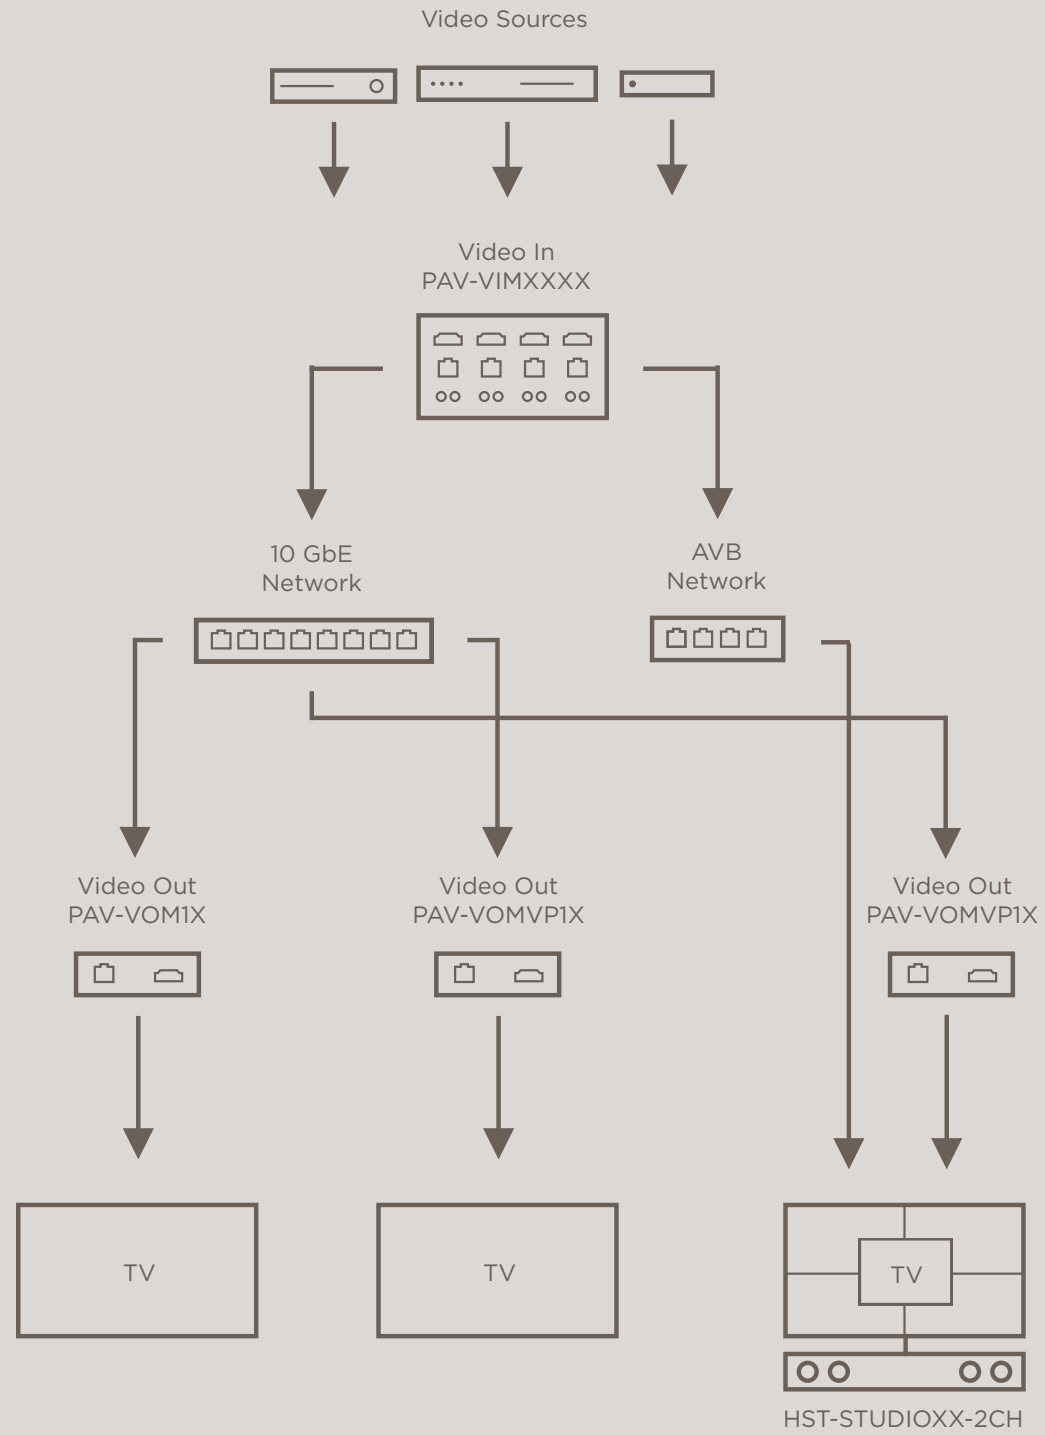 Video Sources
Video In
PAV-VIMXXXX
10 GbE
Network
AVB
Network
Video Out
PAV-VOM1X
Video Out
PAV-VOMVP1X
Video Out
PAV-VOMVP1X
TV
TV
TV
HST-STUDIOXX-2CH